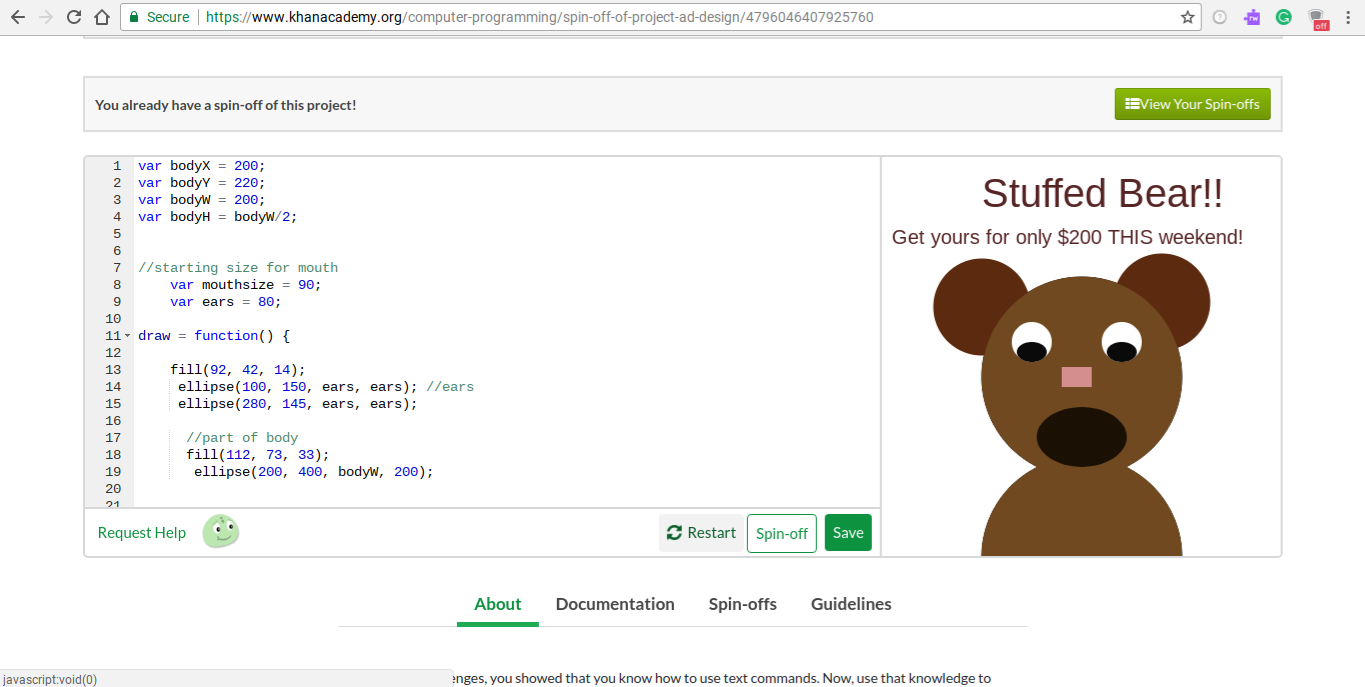 Secure
https://www.khanacademy.org/computer-programming/spin-off-of-project-ad-design/4796046407925760
off
You already have a spin-off of this project!
View Your Spin-offs
1 var bodyX = 200;
2 var bodyY = 220;
3 var bodyW = 200;
4 var bodyH = bodyW/2;
5
6
7 //starting size for mouth
8 var mouthsize = 90;
9 var ears = 80;
10
11 draw = function() {
12
13 fill(92, 42, 14);
14 ellipse(100, 150, ears, ears); //ears
15 ellipse(280, 145, ears, ears);
16
17 //part of body
18 fill(112, 73, 33);
19 ellipse(200, 400, bodyW, 200);
20
21
Stuffed Bear!!
Get yours for only $200 THIS weekend!
Request Help
Restart
Spin-off
Save
About
Documentation
Spin-offs
Guidelines
javascript:void(0)
enges, you showed that you know how to use text commands. Now, use that knowledge to